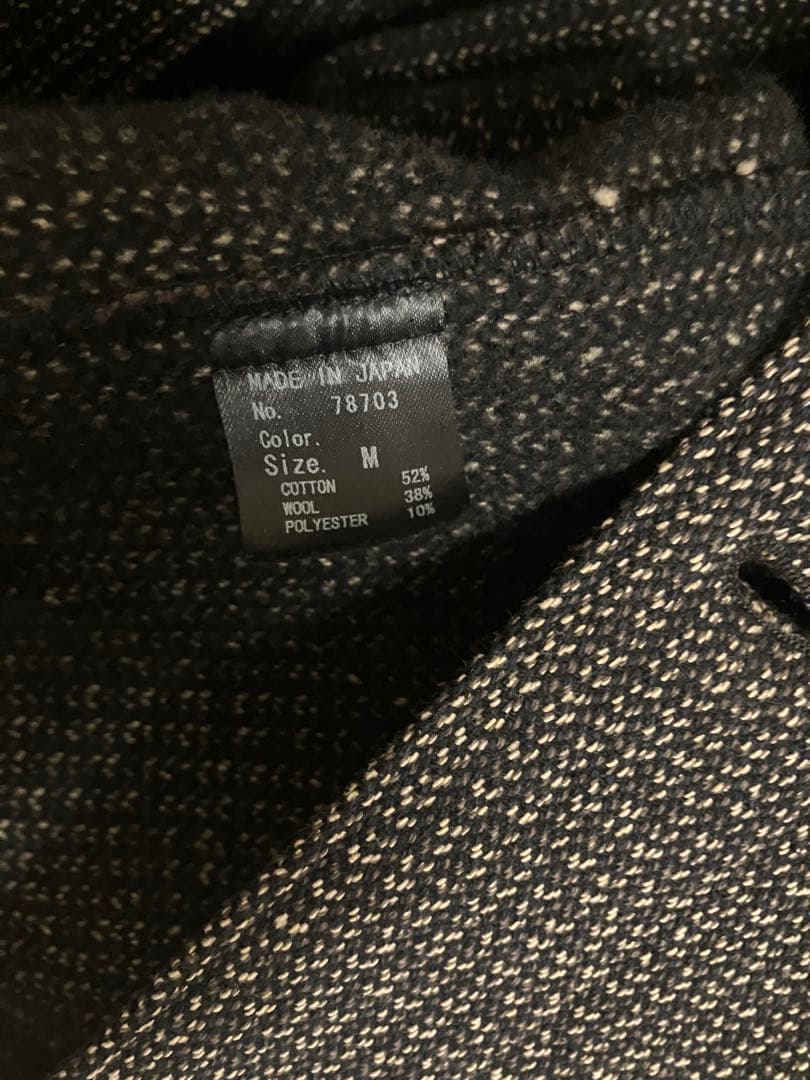 MADE IN JAPAN
No. 78703
Color.
Size. M
COTTON 52%
WOOL 38%
POLYESTER 10%